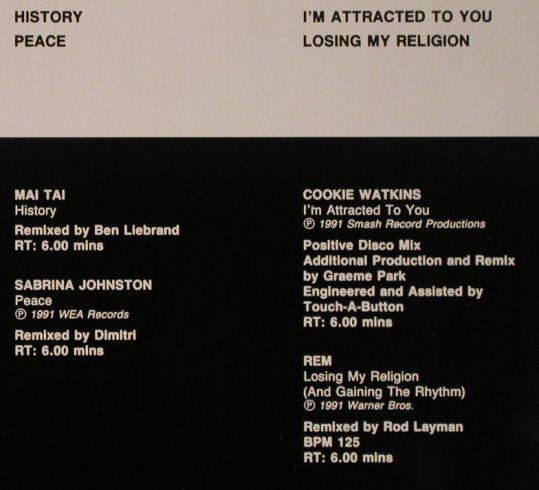 HISTORY
PEACE
I'M ATTRACTED TO YOU
LOSING MY RELIGION
MAI TAI
History
Remixed by Ben Liebrand
RT: 6.00 mins
SABRINA JOHNSTON
Peace
℗ 1991 WEA Records
Remixed by Dimitri
RT: 6.00 mins
COOKIE WATKINS
I'm Attracted To You
℗ 1991 Smash Record Productions
Positive Disco Mix
Additional Production and Remix
by Graeme Park
Engineered and Assisted by
Touch-A-Button
RT: 6.00 mins
REM
Losing My Religion
(And Gaining The Rhythm)
℗ 1991 Warner Bros.
Remixed by Rod Layman
BPM 125
RT: 6.00 mins